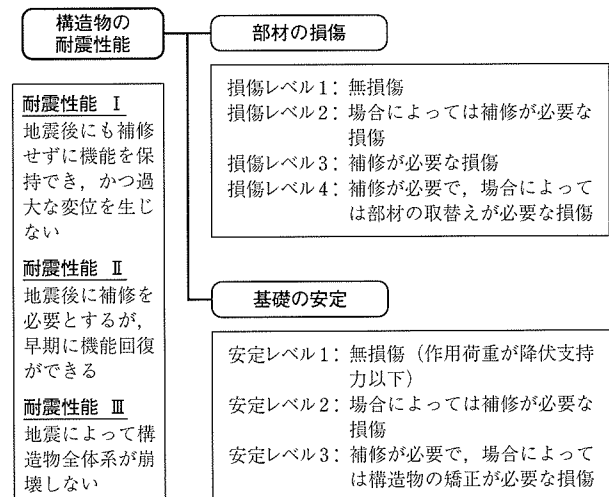 構造物の
耐震性能
部材の損傷
耐震性能 Ⅰ
地震後にも補修
せずに機能を保
持でき，かつ過
大な変位を生じ
ない
耐震性能 Ⅱ
地震後に補修を
必要とするが，
早期に機能回復
ができる
耐震性能 Ⅲ
地震によって構
造物全体系が崩
壊しない
損傷レベル1：無損傷
損傷レベル2：場合によっては補修が必要な
損傷
損傷レベル3：補修が必要な損傷
損傷レベル4：補修が必要で，場合によって
は部材の取替えが必要な損傷
基礎の安定
安定レベル1：無損傷（作用荷重が降伏支持
力以下）
安定レベル2：場合によっては補修が必要な
損傷
安定レベル3：補修が必要で，場合によって
は構造物の矯正が必要な損傷